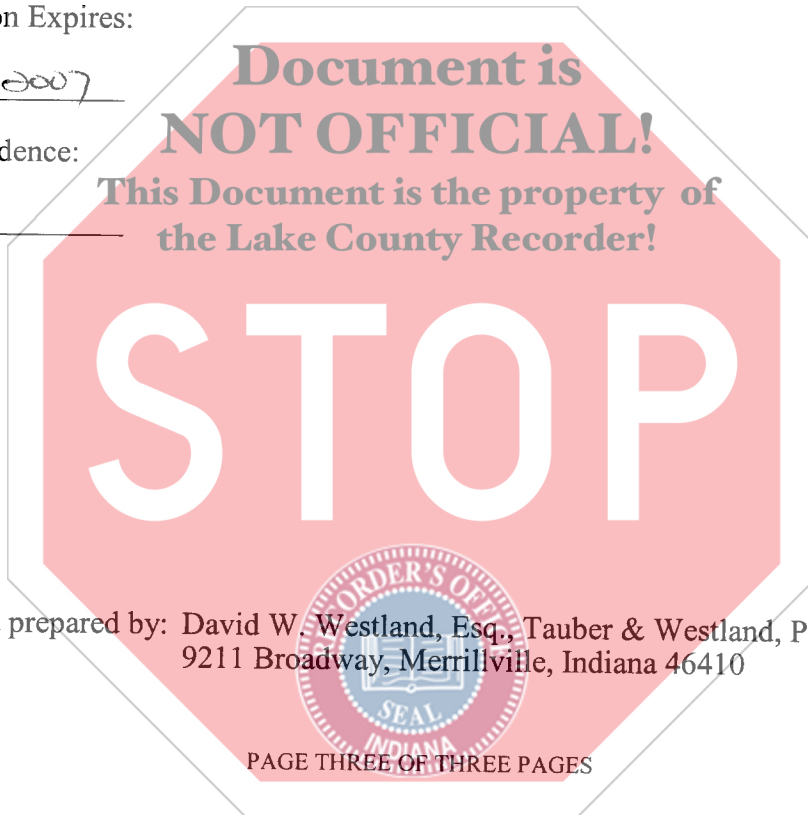 on Expires:
2007
dence:
Document is
NOT OFFICIAL!
This Document is the property of
the Lake County Recorder!
STOP
prepared by: David W. Westland, Esq., Tauber & Westland, P
9211 Broadway, Merrillville, Indiana 46410
RECORDER'S OFFICE
SEAL
INDIANA
PAGE THREE OF THREE PAGES